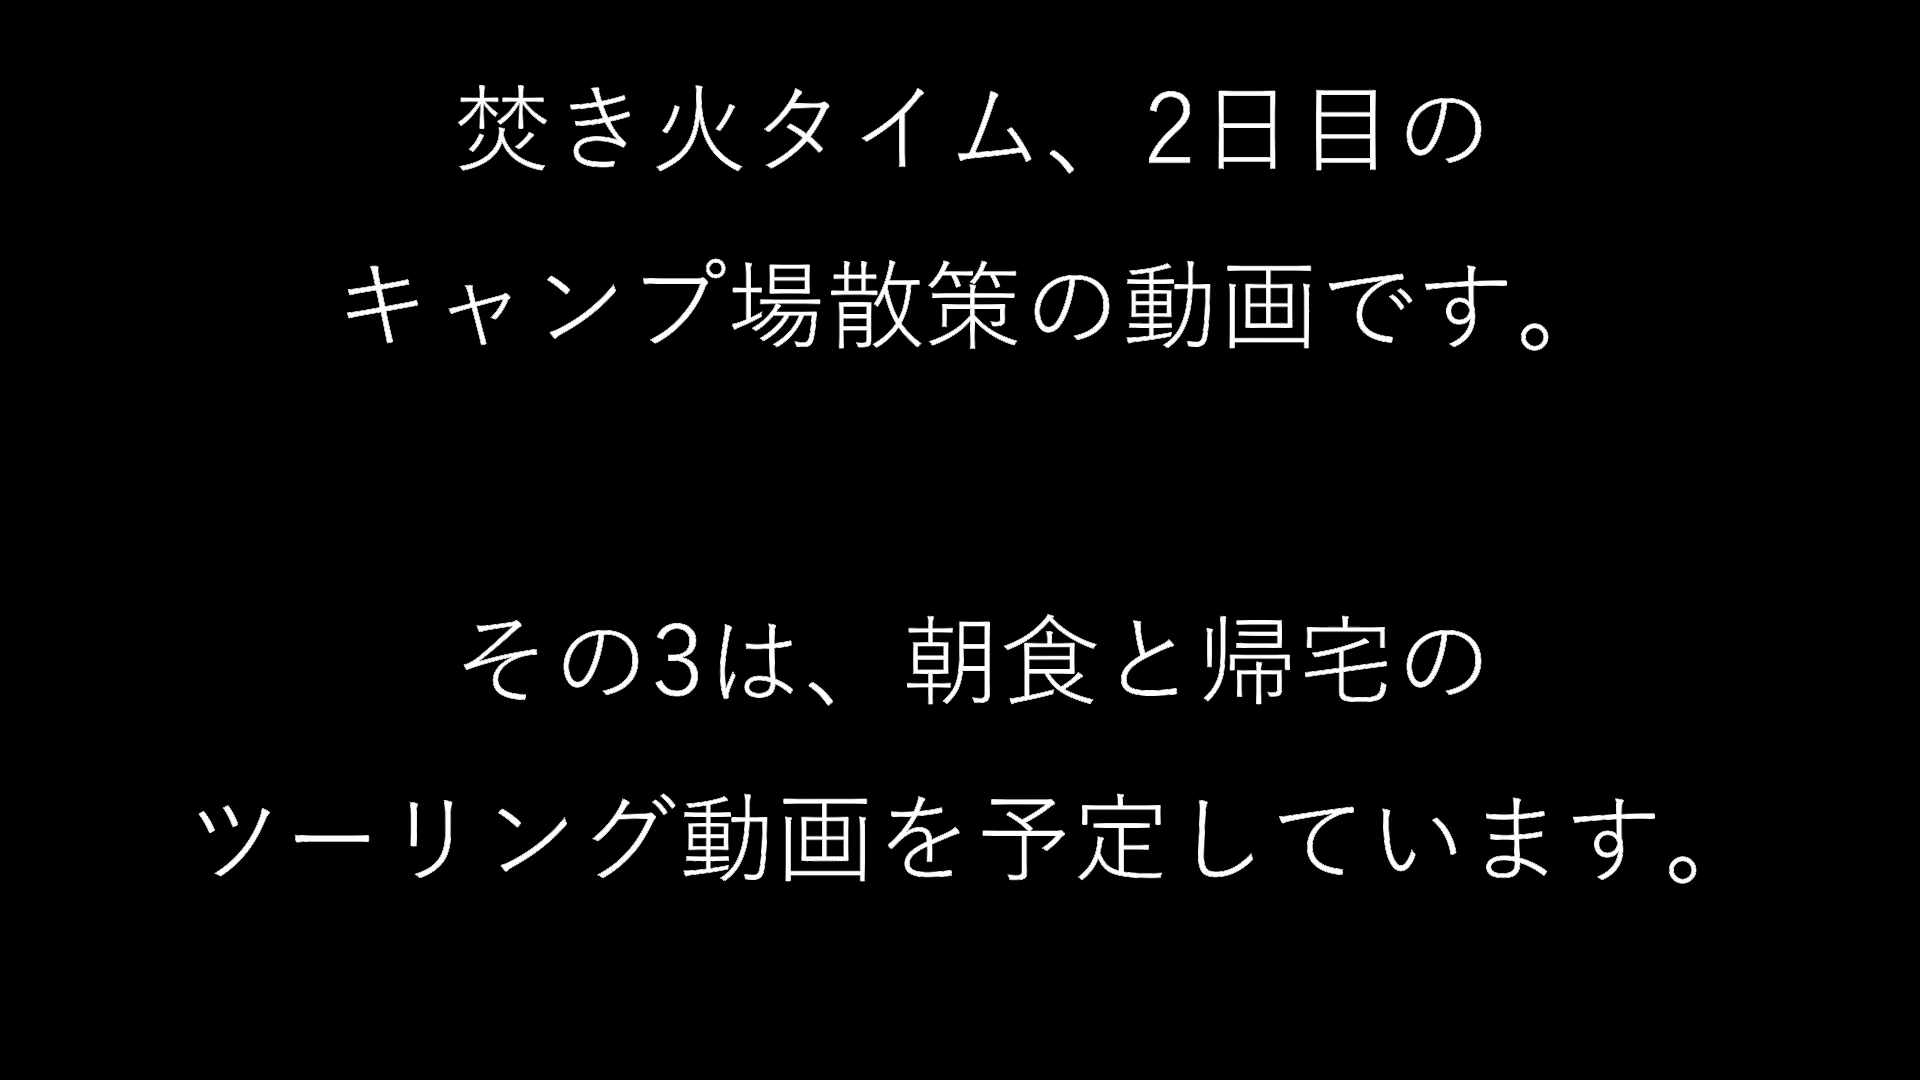 焚き火タイム、2日目の
キャンプ場散策の動画です。
その3は、朝食と帰宅の
ツーリング動画を予定しています。